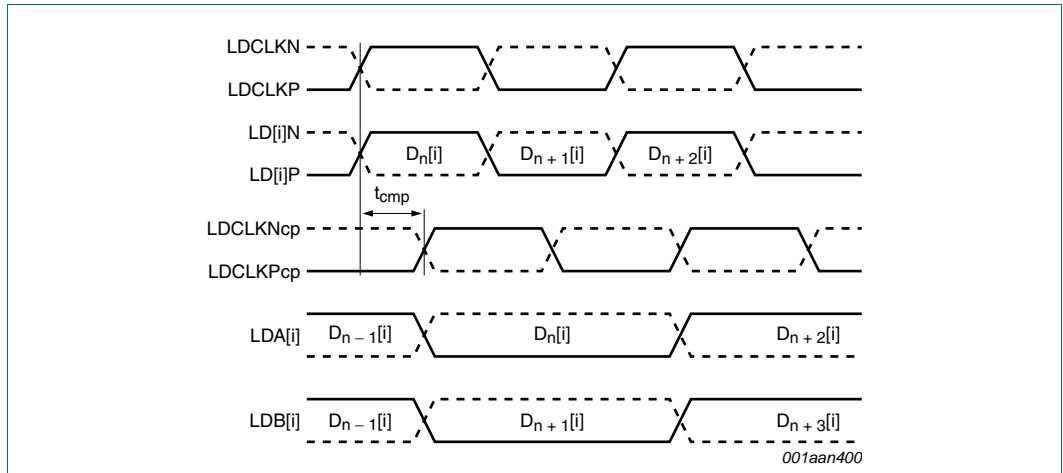 LDCLKN
LDCLKP
LD[i]N
LD[i]P
Dn[i] Dn + 1[i] Dn + 2[i]
tcmp
LDCLKNcp
LDCLKPcp
LDA[i] Dn − 1[i] Dn[i] Dn + 2[i]
LDB[i] Dn − 1[i] Dn + 1[i] Dn + 3[i]
001aan400